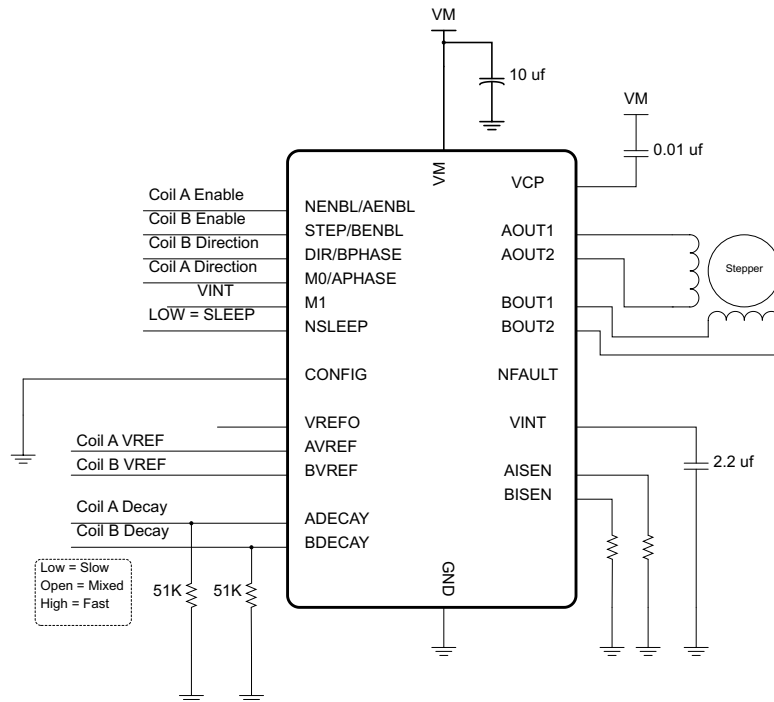 VM
10 uf
VM
0.01 uf
VM
VCP
Coil A Enable
NENBL/AENBL
Coil B Enable
STEP/BENBL
AOUT1
Coil B Direction
DIR/BPHASE
AOUT2
Stepper
Coil A Direction
M0/APHASE
VINT
M1
BOUT1
LOW = SLEEP
NSLEEP
BOUT2
CONFIG
NFAULT
VREFO
VINT
Coil A VREF
AVREF
Coil B VREF
BVREF
AISEN
2.2 uf
BISEN
Coil A Decay
ADECAY
Coil B Decay
BDECAY
Low = Slow
Open = Mixed
High = Fast
51K
51K
GND